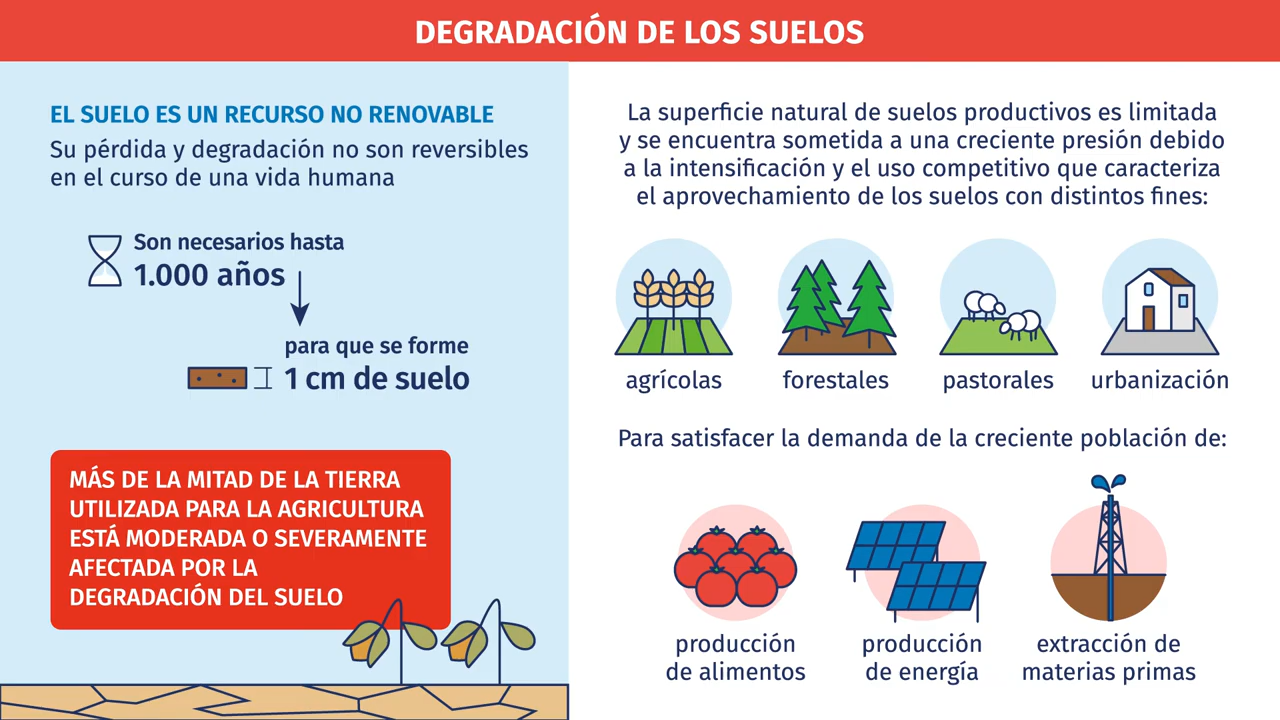 DEGRADACIÓN DE LOS SUELOS
EL SUELO ES UN RECURSO NO RENOVABLE
Su pérdida y degradación no son reversibles
en el curso de una vida humana
Son necesarios hasta
1.000 años
para que se forme
1 cm de suelo
MÁS DE LA MITAD DE LA TIERRA
UTILIZADA PARA LA AGRICULTURA
ESTÁ MODERADA O SEVERAMENTE
AFECTADA POR LA
DEGRADACIÓN DEL SUELO
La superficie natural de suelos productivos es limitada
y se encuentra sometida a una creciente presión debido
a la intensificación y el uso competitivo que caracteriza
el aprovechamiento de los suelos con distintos fines:
agrícolas
forestales
pastorales
urbanización
Para satisfacer la demanda de la creciente población de:
producción
de alimentos
producción
de energía
extracción de
materias primas